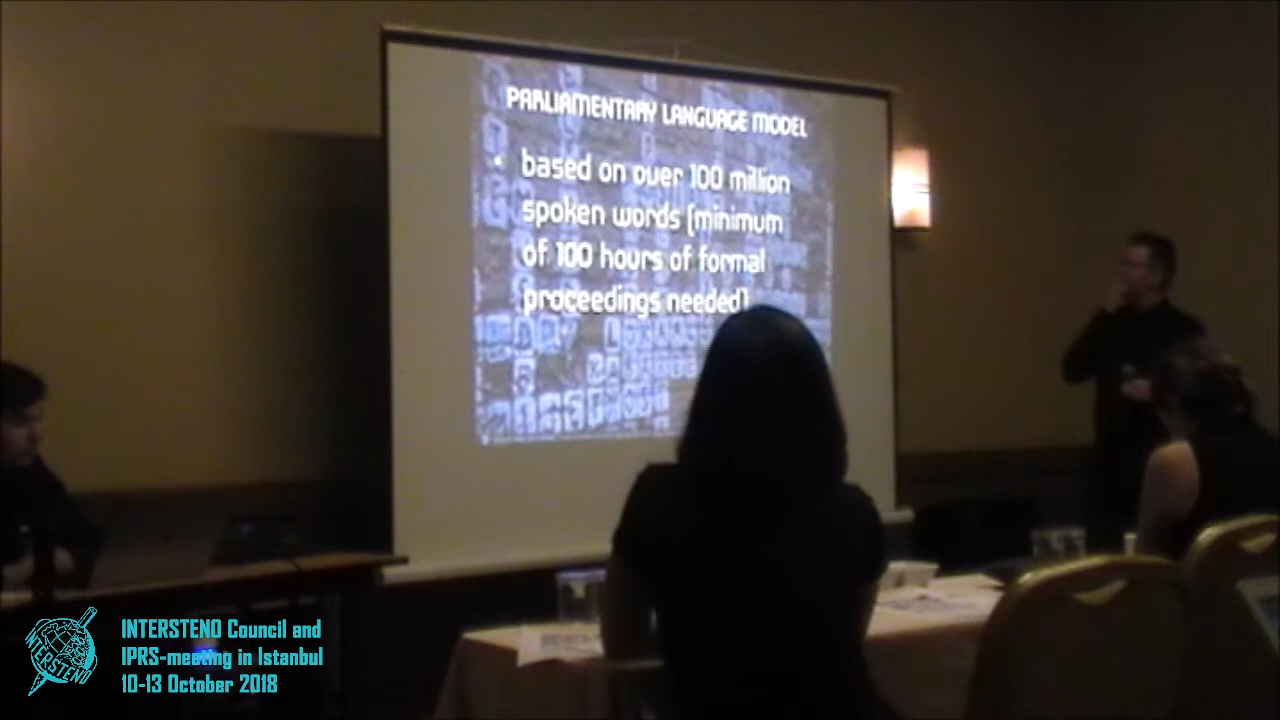 PARLIAMENTARY LANGUAGE MODEL
• based on over 100 million
spoken words (minimum
of 100 hours of formal
proceedings needed)
INTERSTENO
INTERSTENO Council and
IPRS-meeting in Istanbul
10-13 October 2018